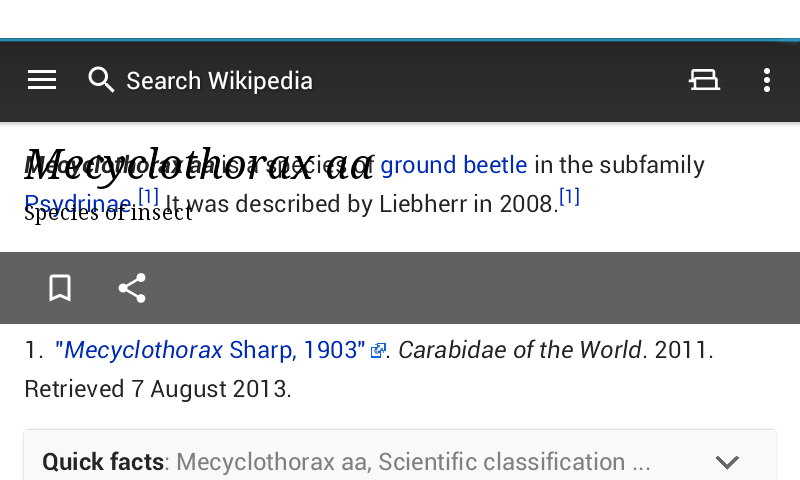 Search Wikipedia
Mecyclothorax aa
Mecyclothorax aa is a species of ground beetle in the subfamily
Psydrinae.[1] It was described by Liebherr in 2008.[1]
Species of insect
1. "Mecyclothorax Sharp, 1903". Carabidae of the World. 2011.
Retrieved 7 August 2013.
Quick facts: Mecyclothorax aa, Scientific classification ...